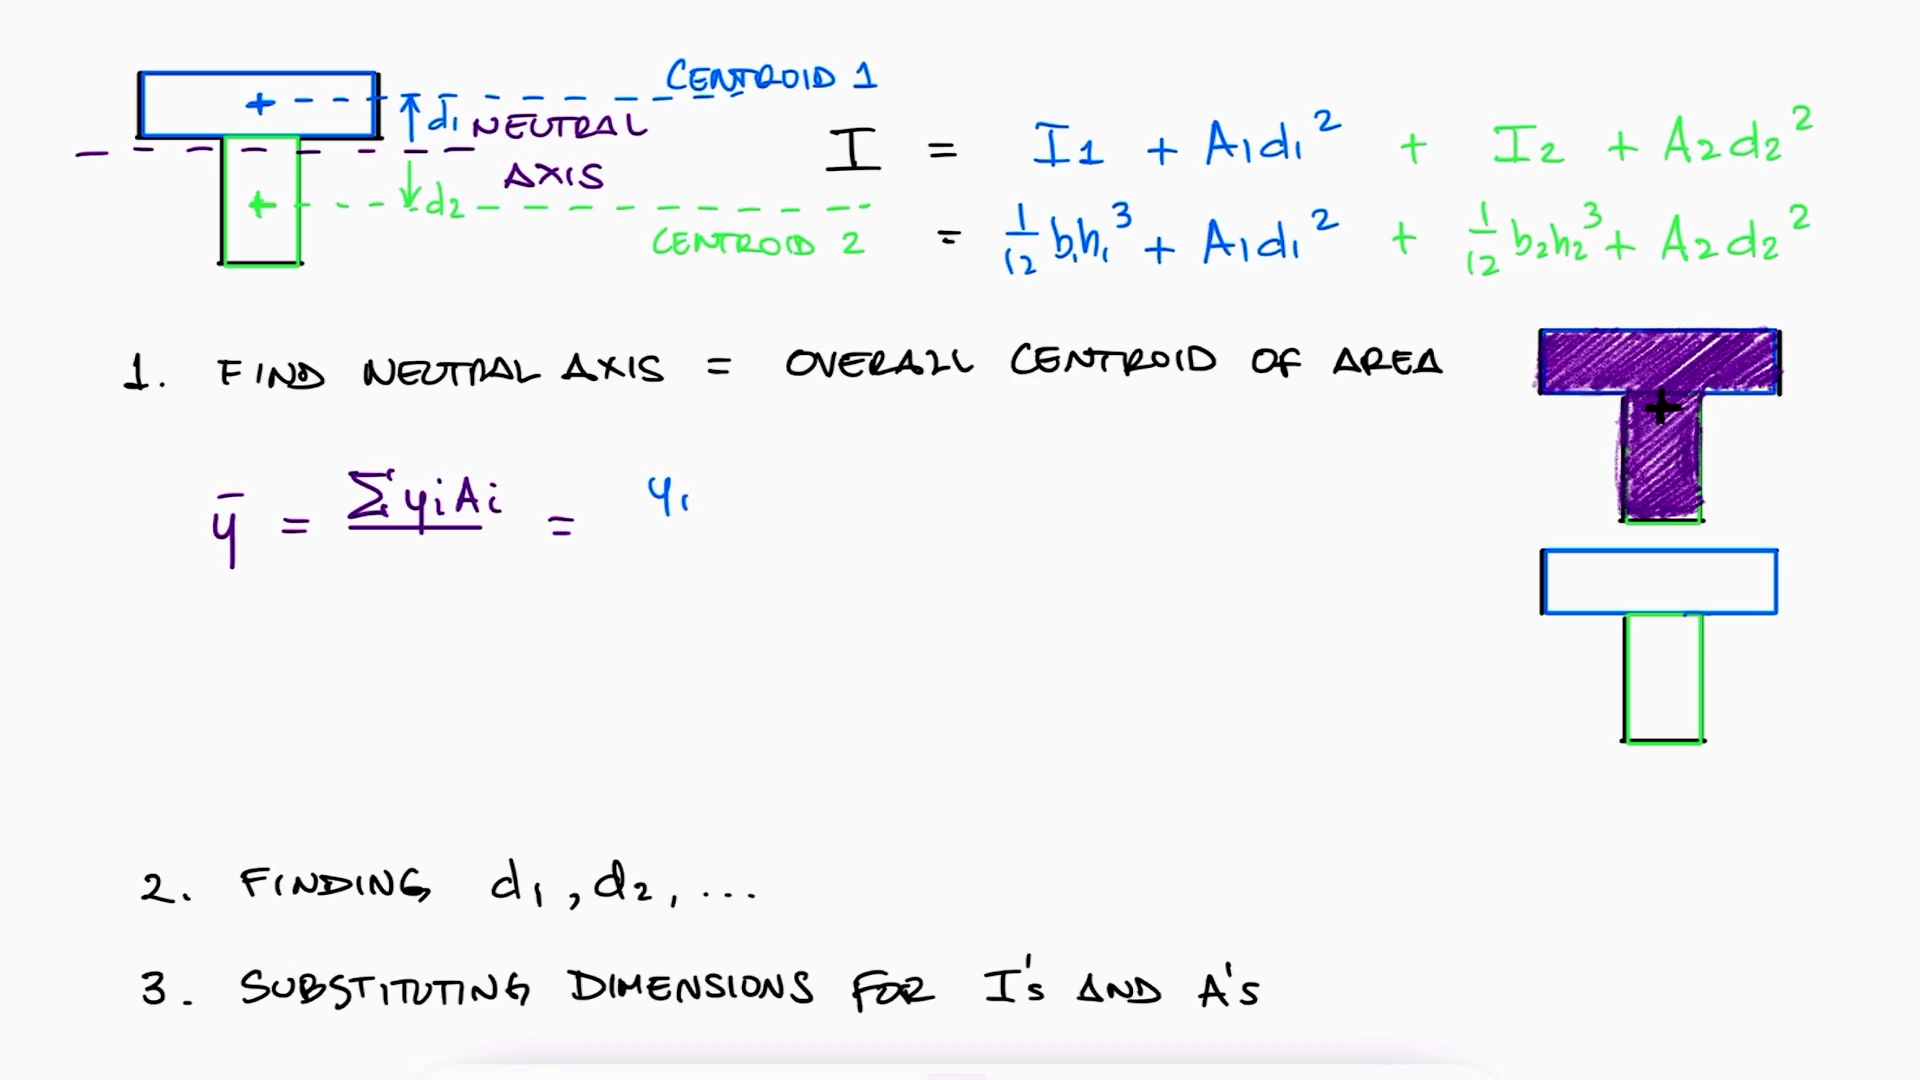 CENTROID 1
d₁ NEUTRAL
AXIS
d₂
CENTROID 2
I = I₁ + A₁d₁² + I₂ + A₂d₂²
= 1/12 b₁h₁³ + A₁d₁² + 1/12 b₂h₂³ + A₂d₂²
1. FIND NEUTRAL AXIS = OVERALL CENTROID OF AREA
ȳ = ΣyᵢAᵢ = y₁
2. FINDING d₁, d₂, ...
3. SUBSTITUTING DIMENSIONS FOR I's AND A's